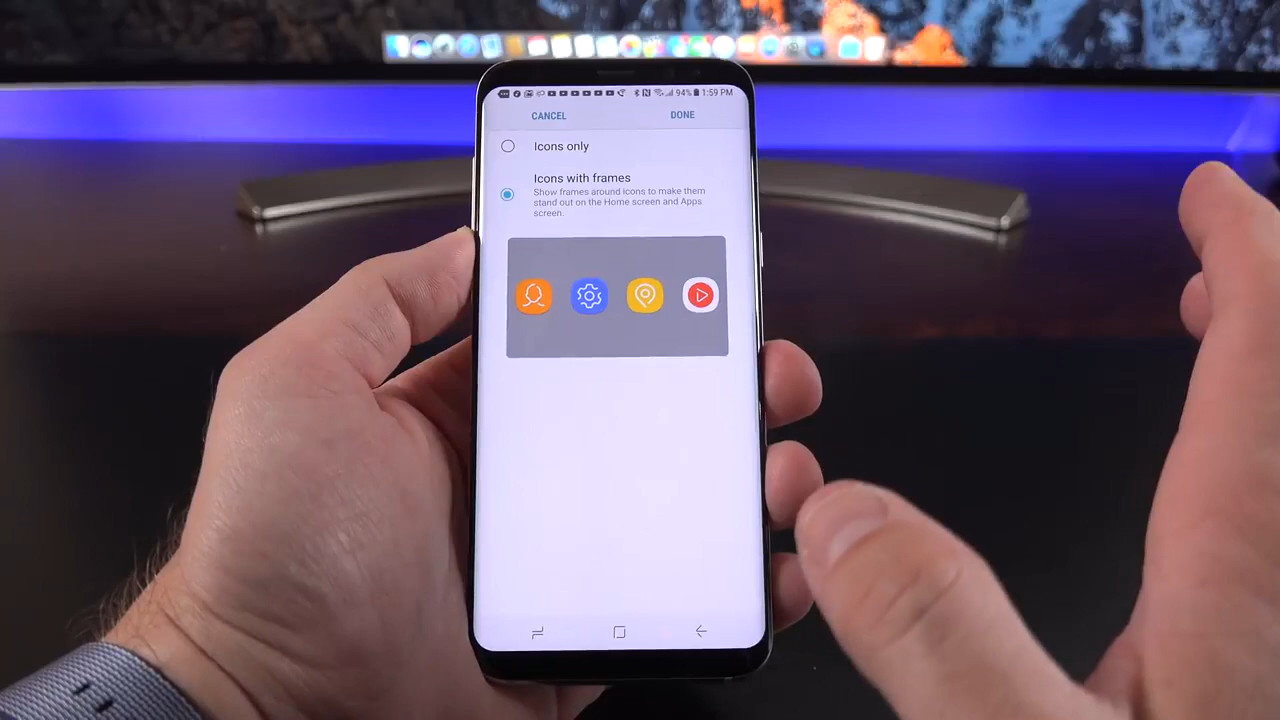 94% 1:59 PM
CANCEL DONE
Icons only
Icons with frames
Show frames around icons to make them
stand out on the Home screen and Apps
screen.